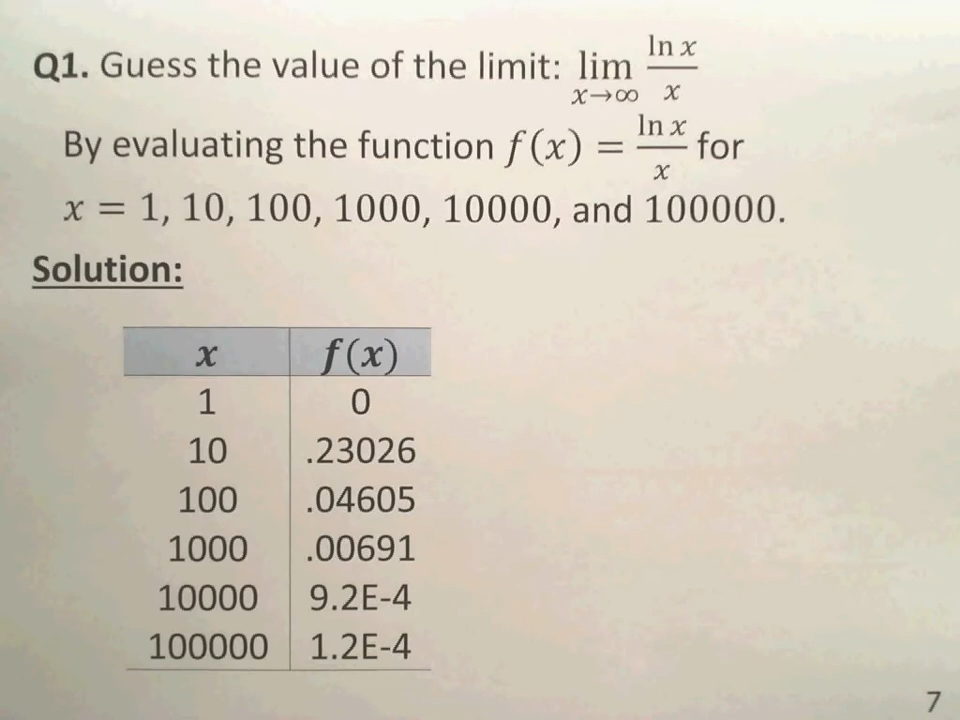 Q1. Guess the value of the limit: lim x→∞ ln x / x
By evaluating the function f(x) = ln x / x for
x = 1, 10, 100, 1000, 10000, and 100000.
Solution:
x f(x)
1 0
10 .23026
100 .04605
1000 .00691
10000 9.2E-4
100000 1.2E-4
7